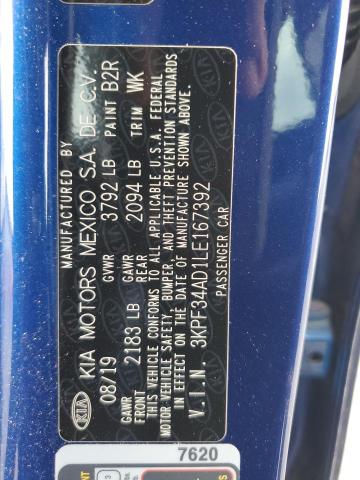 MANUFACTURED BY
KIA MOTORS MEXICO S.A. DE C.V.
08/19 GVWR 3792 LB PAINT B2R
GAWR FRONT 2183 LB GAWR REAR 2094 LB TRIM WK
THIS VEHICLE CONFORMS TO ALL APPLICABLE U.S.A. FEDERAL
MOTOR VEHICLE SAFETY, BUMPER, AND THEFT PREVENTION STANDARDS
IN EFFECT ON THE DATE OF MANUFACTURE SHOWN ABOVE.
V.I.N. 3KPF34AD1LE167392
PASSENGER CAR
KIA
7620